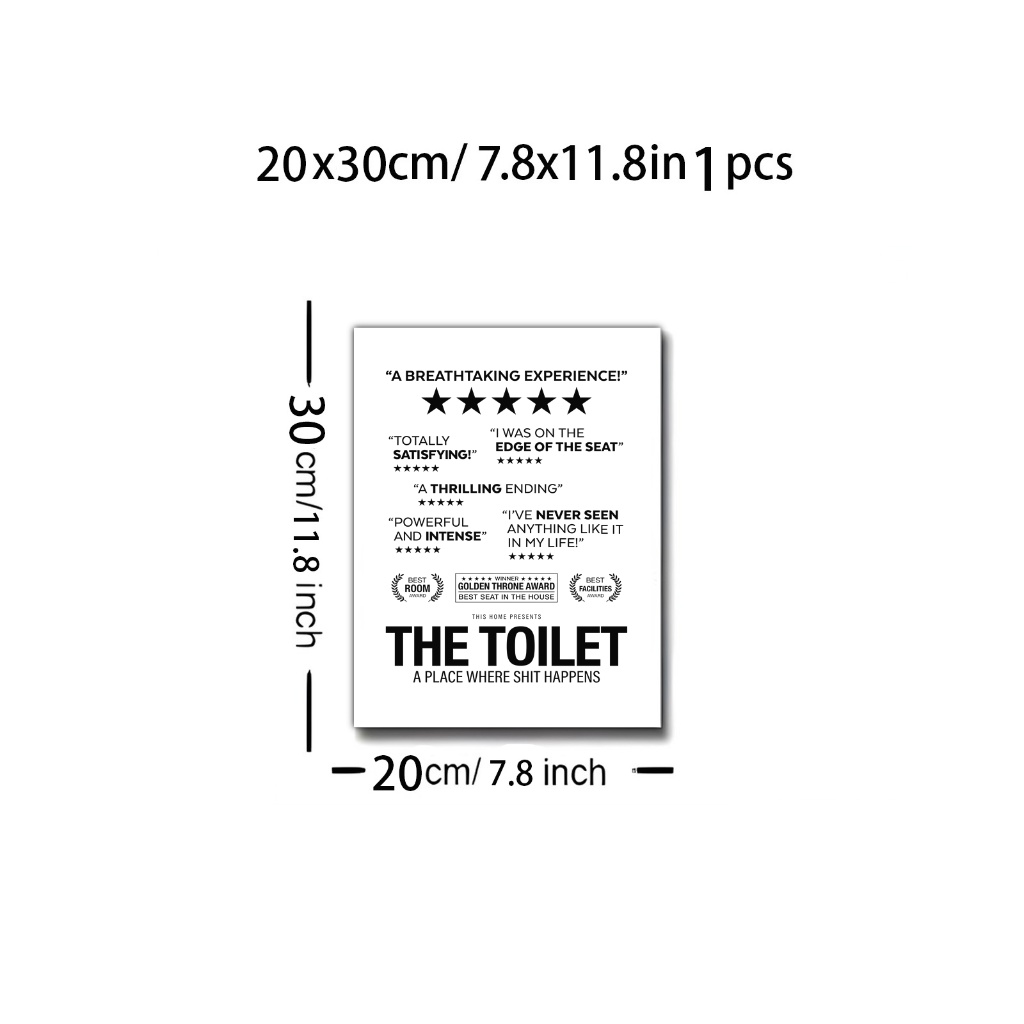 20x30cm/ 7.8x11.8in 1 pcs
30 cm/11.8 inch
“A BREATHTAKING EXPERIENCE!”
★★★★★
“TOTALLY
SATISFYING!”
★★★★★
“I WAS ON THE
EDGE OF THE SEAT”
★★★★★
“A THRILLING ENDING”
★★★★★
“POWERFUL
AND INTENSE”
★★★★★
“I’VE NEVER SEEN
ANYTHING LIKE IT
IN MY LIFE!”
★★★★★
BEST
ROOM
AWARD
★★★★★ WINNER ★★★★★
GOLDEN THRONE AWARD
BEST SEAT IN THE HOUSE
BEST
FACILITIES
AWARD
THIS HOME PRESENTS
THE TOILET
A PLACE WHERE SHIT HAPPENS
20cm/ 7.8 inch